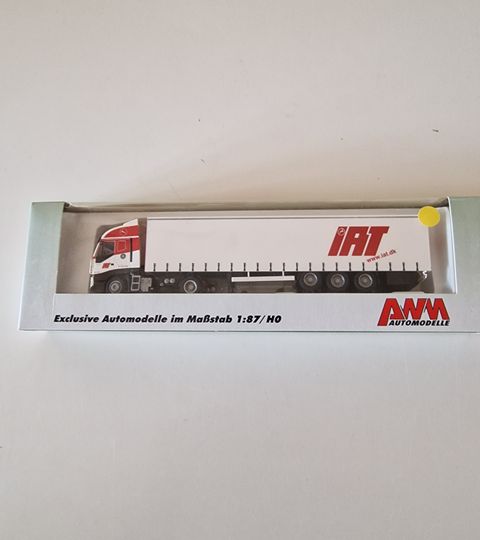 iAT
www.iat.dk
Exclusive Automodelle im Maßstab 1:87/H0
AWM
AUTOMODELLE